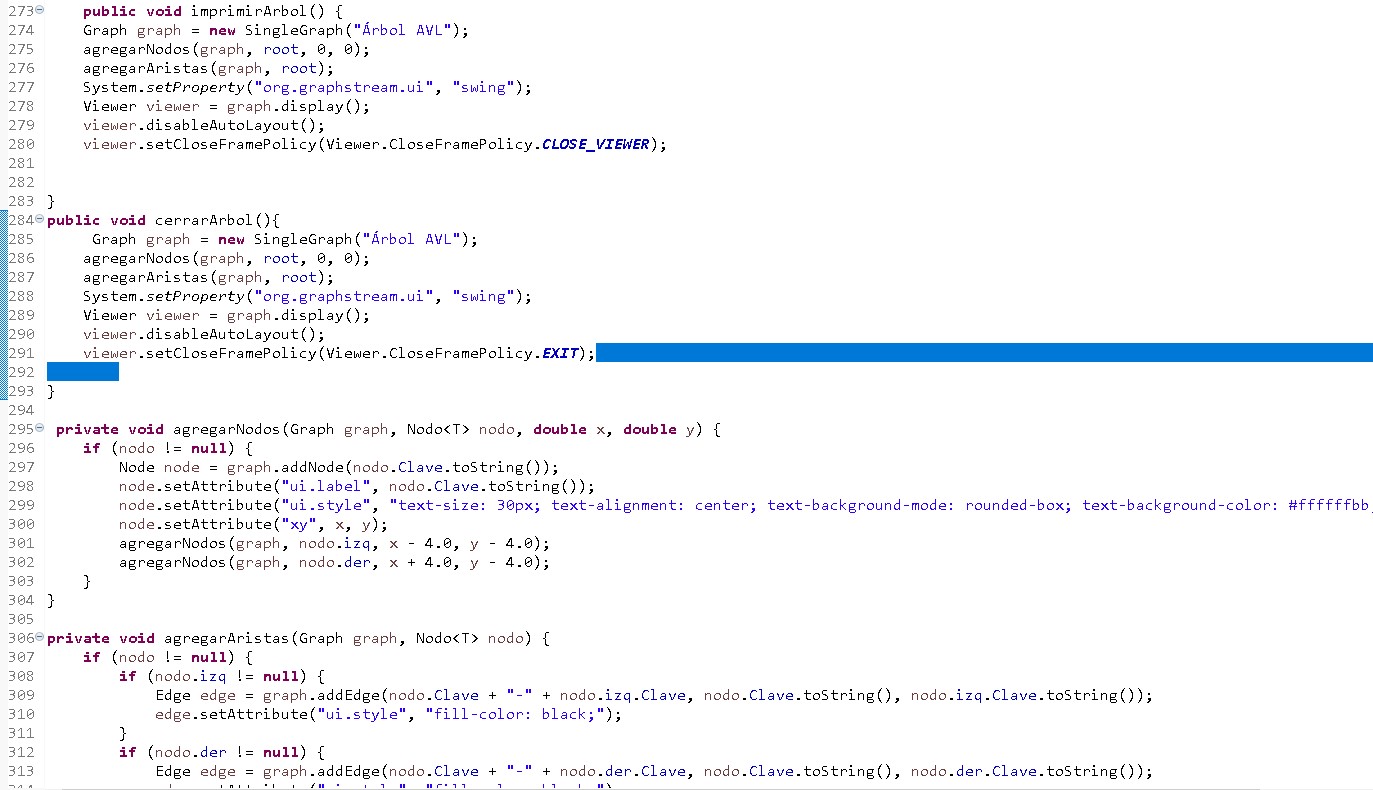 273 public void imprimirArbol() {
274 Graph graph = new SingleGraph("Árbol AVL");
275 agregarNodos(graph, root, 0, 0);
276 agregarAristas(graph, root);
277 System.setProperty("org.graphstream.ui", "swing");
278 Viewer viewer = graph.display();
279 viewer.disableAutoLayout();
280 viewer.setCloseFramePolicy(Viewer.CloseFramePolicy.CLOSE_VIEWER);
281
282
283 }
284 public void cerrarArbol(){
285 Graph graph = new SingleGraph("Árbol AVL");
286 agregarNodos(graph, root, 0, 0);
287 agregarAristas(graph, root);
288 System.setProperty("org.graphstream.ui", "swing");
289 Viewer viewer = graph.display();
290 viewer.disableAutoLayout();
291 viewer.setCloseFramePolicy(Viewer.CloseFramePolicy.EXIT);
292
293 }
294
295 private void agregarNodos(Graph graph, Nodo<T> nodo, double x, double y) {
296 if (nodo != null) {
297 Node node = graph.addNode(nodo.Clave.toString());
298 node.setAttribute("ui.label", nodo.Clave.toString());
299 node.setAttribute("ui.style", "text-size: 30px; text-alignment: center; text-background-mode: rounded-box; text-background-color: #ffffffbb
300 node.setAttribute("xy", x, y);
301 agregarNodos(graph, nodo.izq, x - 4.0, y - 4.0);
302 agregarNodos(graph, nodo.der, x + 4.0, y - 4.0);
303 }
304 }
305
306 private void agregarAristas(Graph graph, Nodo<T> nodo) {
307 if (nodo != null) {
308 if (nodo.izq != null) {
309 Edge edge = graph.addEdge(nodo.Clave + "-" + nodo.izq.Clave, nodo.Clave.toString(), nodo.izq.Clave.toString());
310 edge.setAttribute("ui.style", "fill-color: black;");
311 }
312 if (nodo.der != null) {
313 Edge edge = graph.addEdge(nodo.Clave + "-" + nodo.der.Clave, nodo.Clave.toString(), nodo.der.Clave.toString());